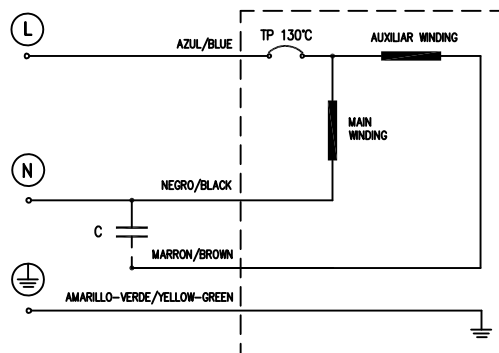 L
AZUL/BLUE
TP 130°C
AUXILIAR WINDING
MAIN
WINDING
N
NEGRO/BLACK
C
MARRON/BROWN
AMARILLO-VERDE/YELLOW-GREEN